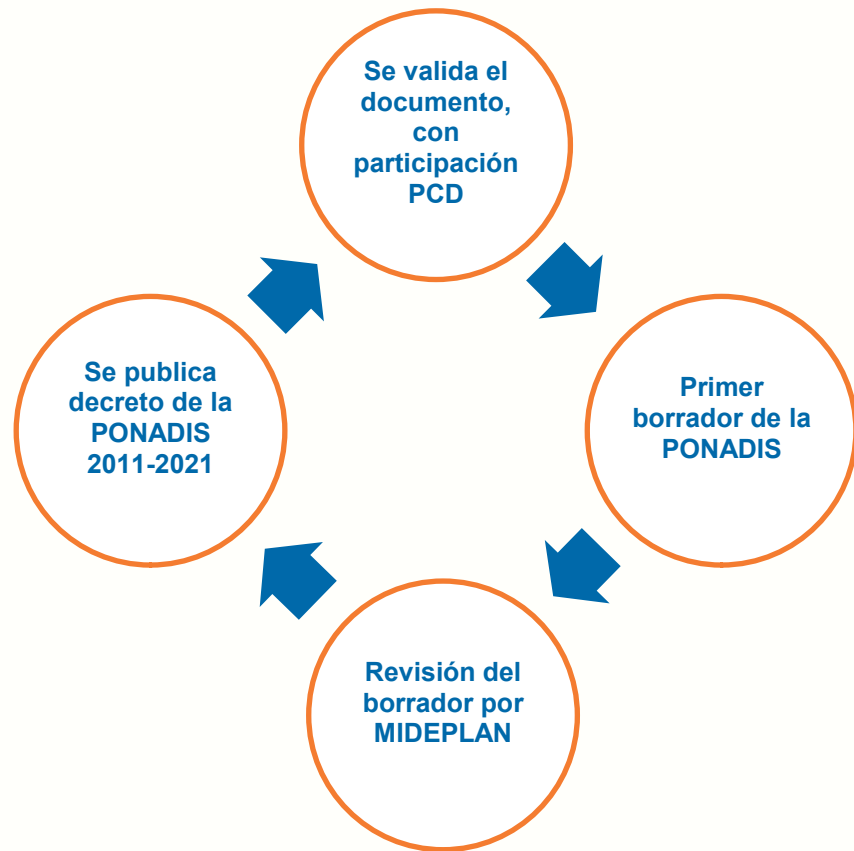 Se valida el
documento,
con
participación
PCD
Primer
borrador de la
PONADIS
Revisión del
borrador por
MIDEPLAN
Se publica
decreto de la
PONADIS
2011-2021